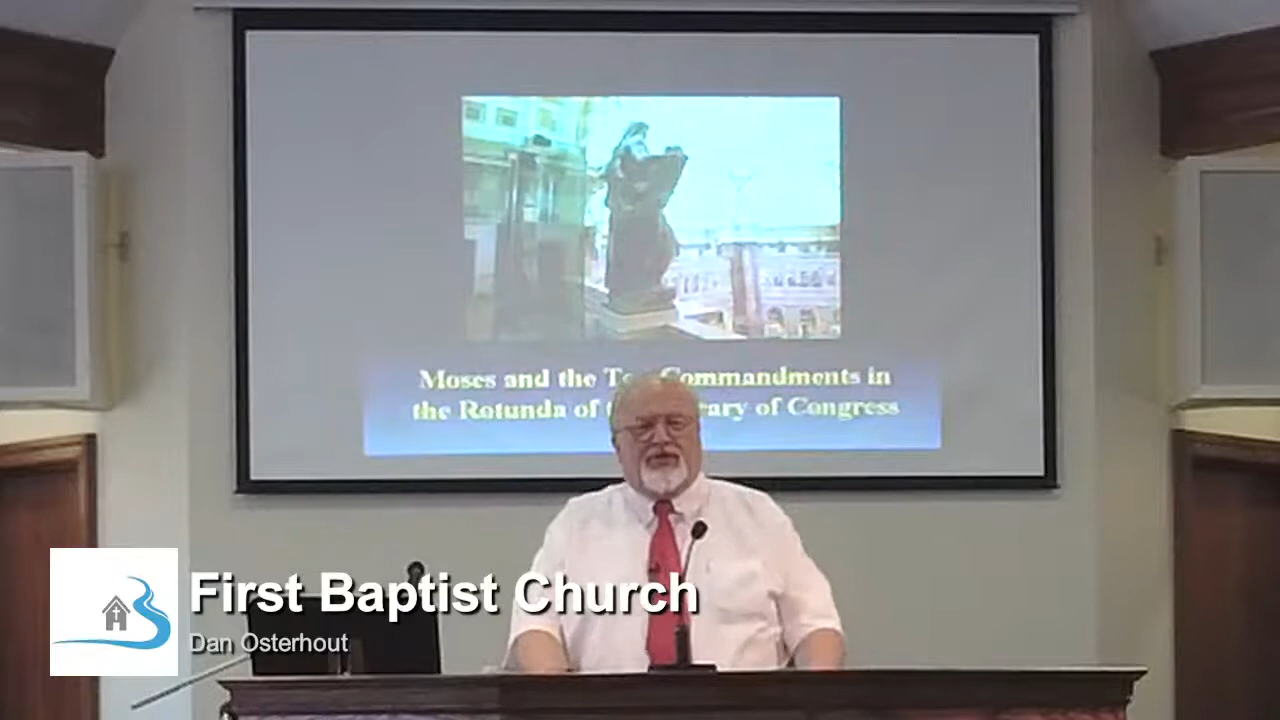 Moses and the Commandments in
the Rotunda of of Congress
First Baptist Church
Dan Osterhout